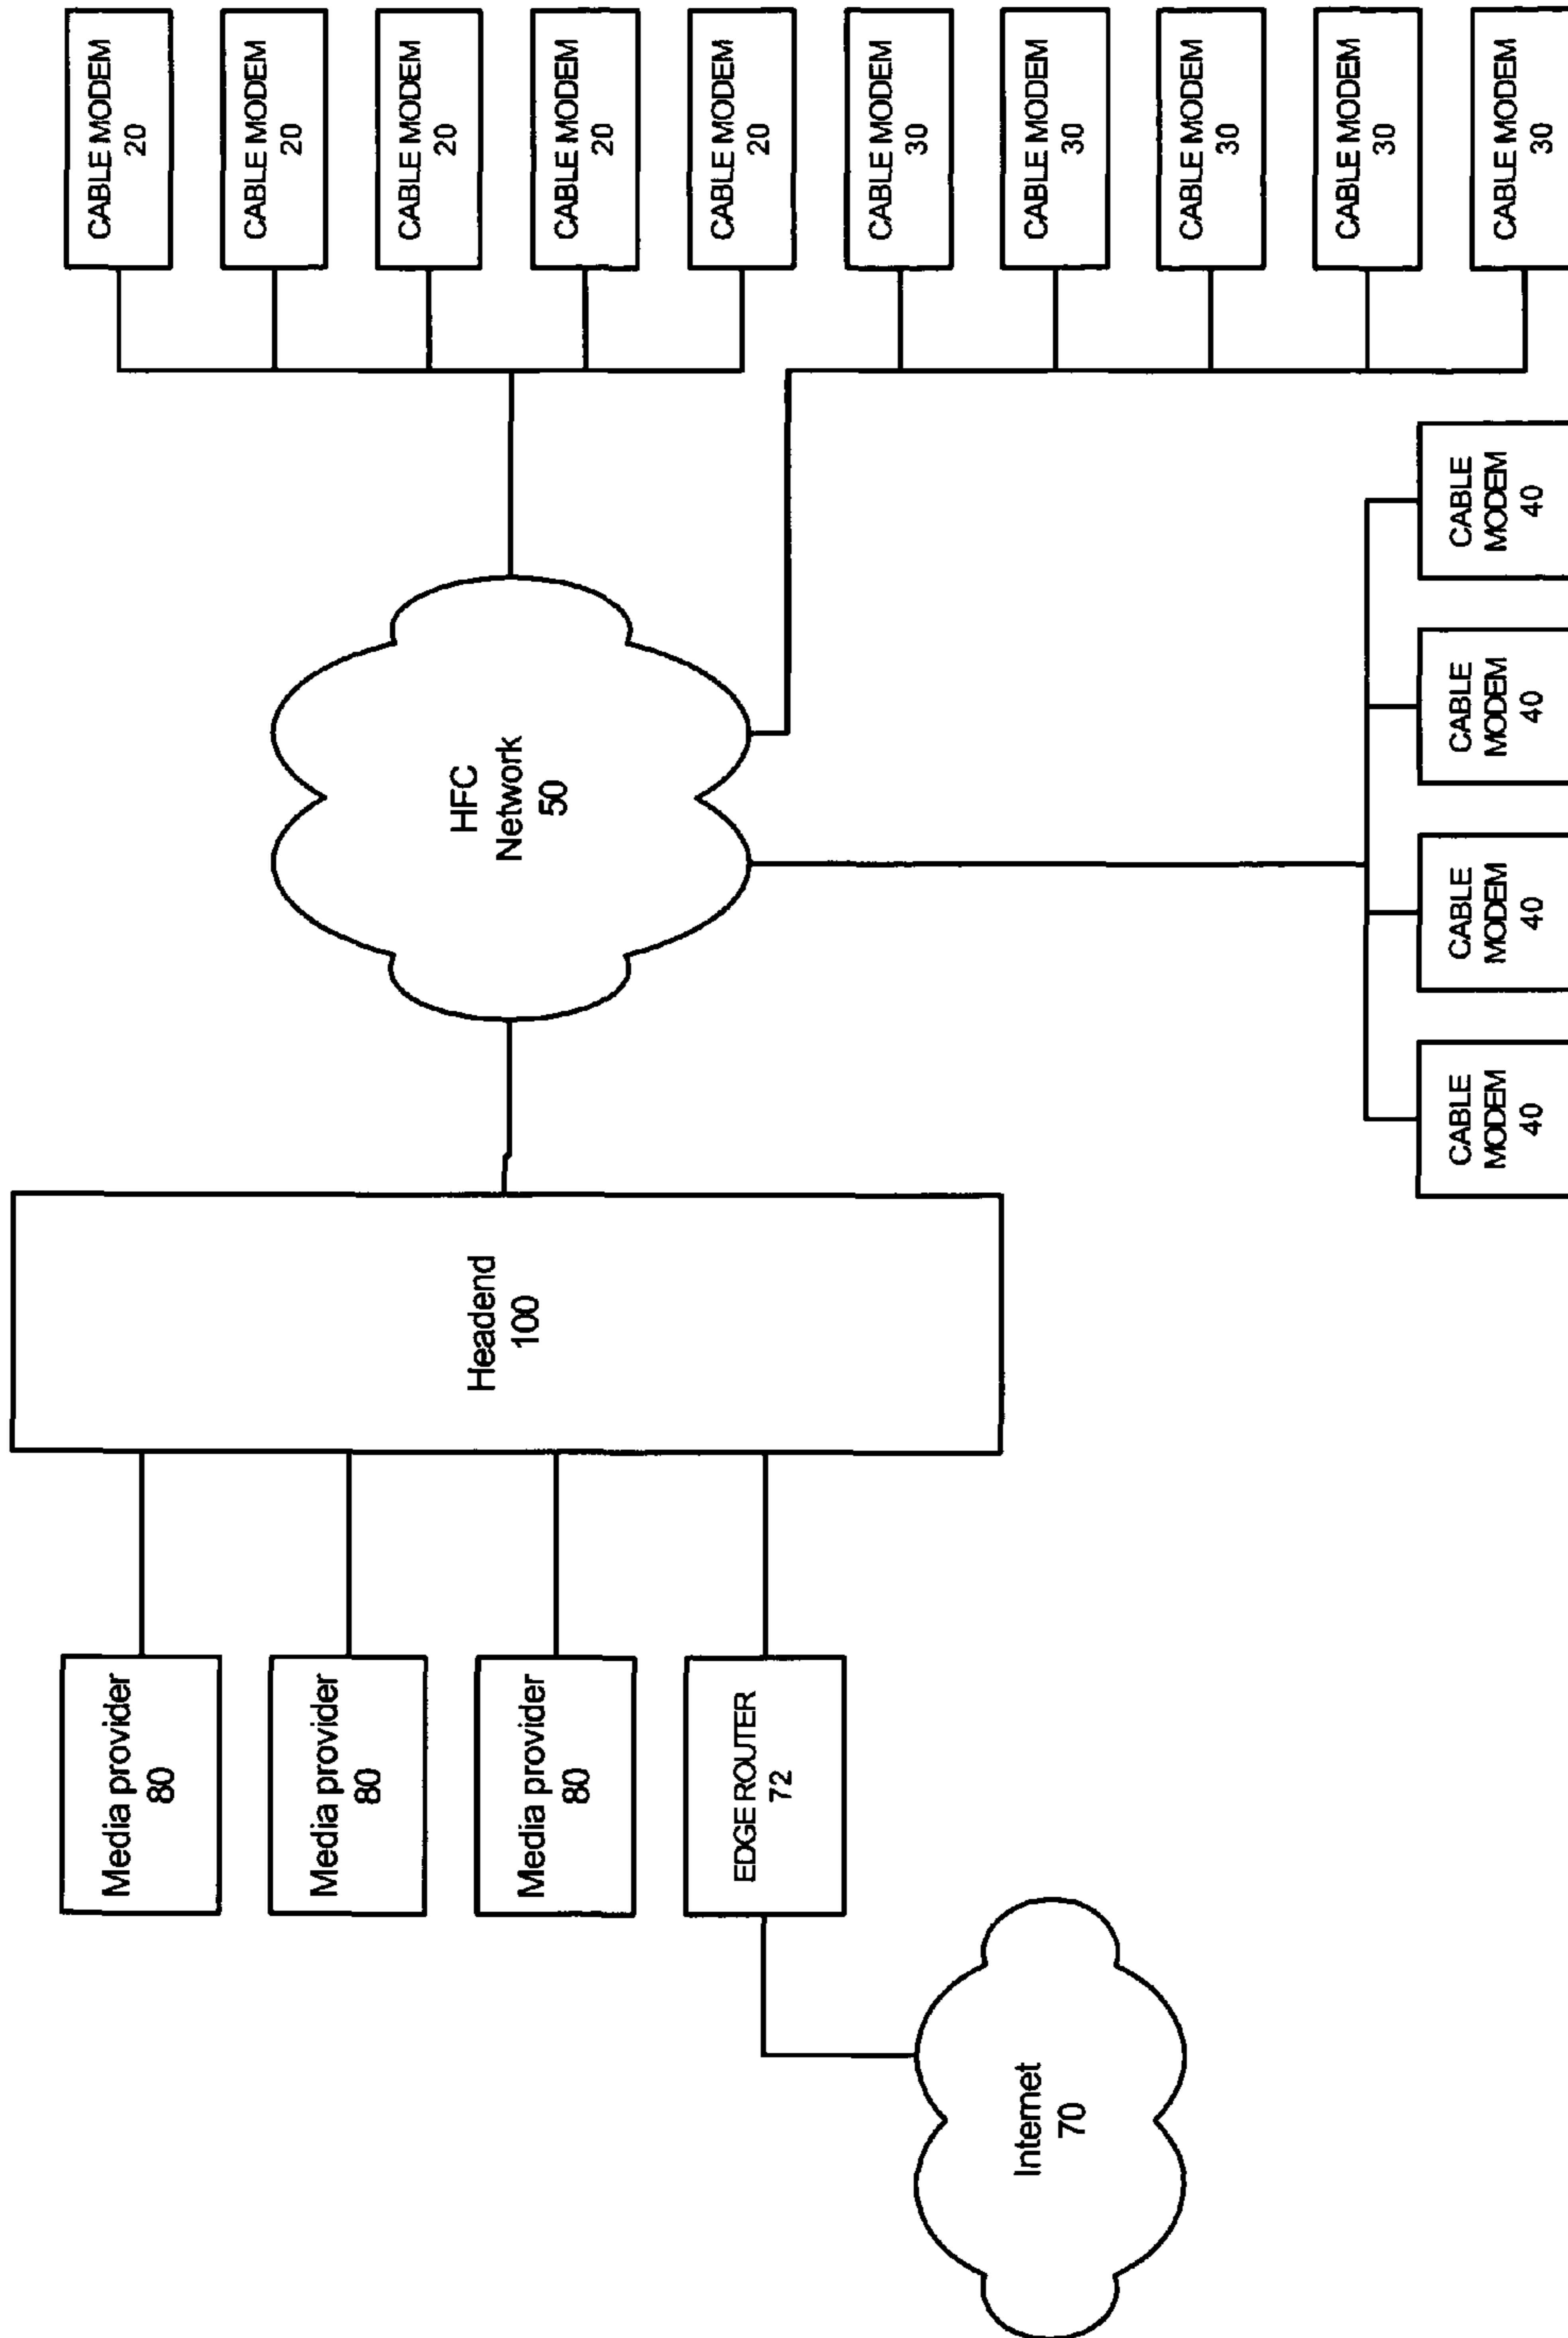 Media provider
80
Media provider
80
Media provider
80
EDGE ROUTER
72
Internet
70
Headend
100
HFC
Network
50
CABLE MODEM
20
CABLE MODEM
20
CABLE MODEM
20
CABLE MODEM
20
CABLE MODEM
20
CABLE MODEM
30
CABLE MODEM
30
CABLE MODEM
30
CABLE MODEM
30
CABLE MODEM
30
CABLE
MODEM
40
CABLE
MODEM
40
CABLE
MODEM
40
CABLE
MODEM
40